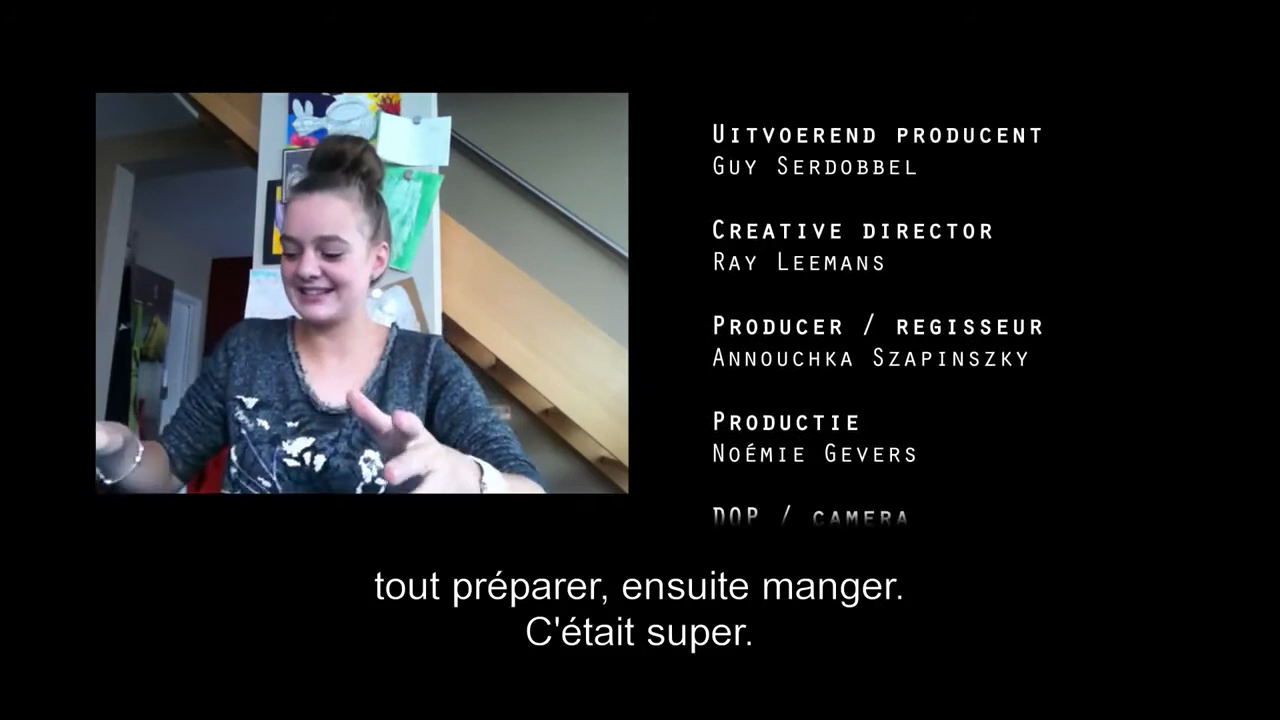 UITVOEREND PRODUCENT
GUY SERDOBBEL
CREATIVE DIRECTOR
RAY LEEMANS
PRODUCER / REGISSEUR
ANNOUCHKA SZAPINSZKY
PRODUCTIE
NOÉMIE GEVERS
DOP / CAMERA
tout préparer, ensuite manger.
C'était super.